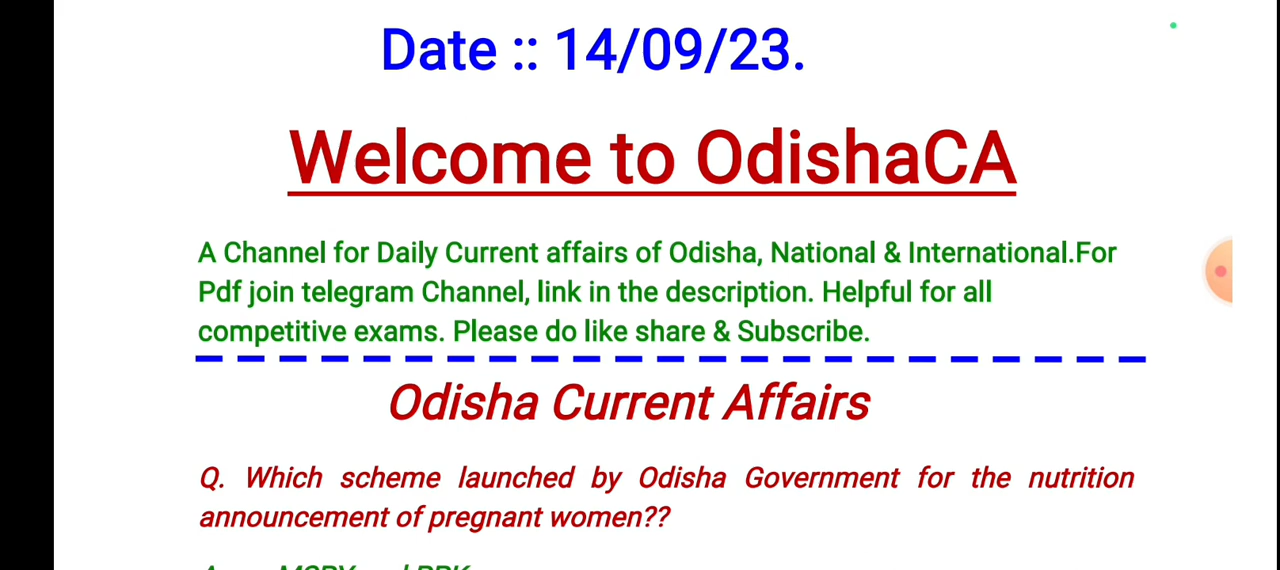 Date :: 14/09/23.
Welcome to OdishaCA
A Channel for Daily Current affairs of Odisha, National & International.For
Pdf join telegram Channel, link in the description. Helpful for all
competitive exams. Please do like share & Subscribe.
Odisha Current Affairs
Q. Which scheme launched by Odisha Government for the nutrition
announcement of pregnant women??